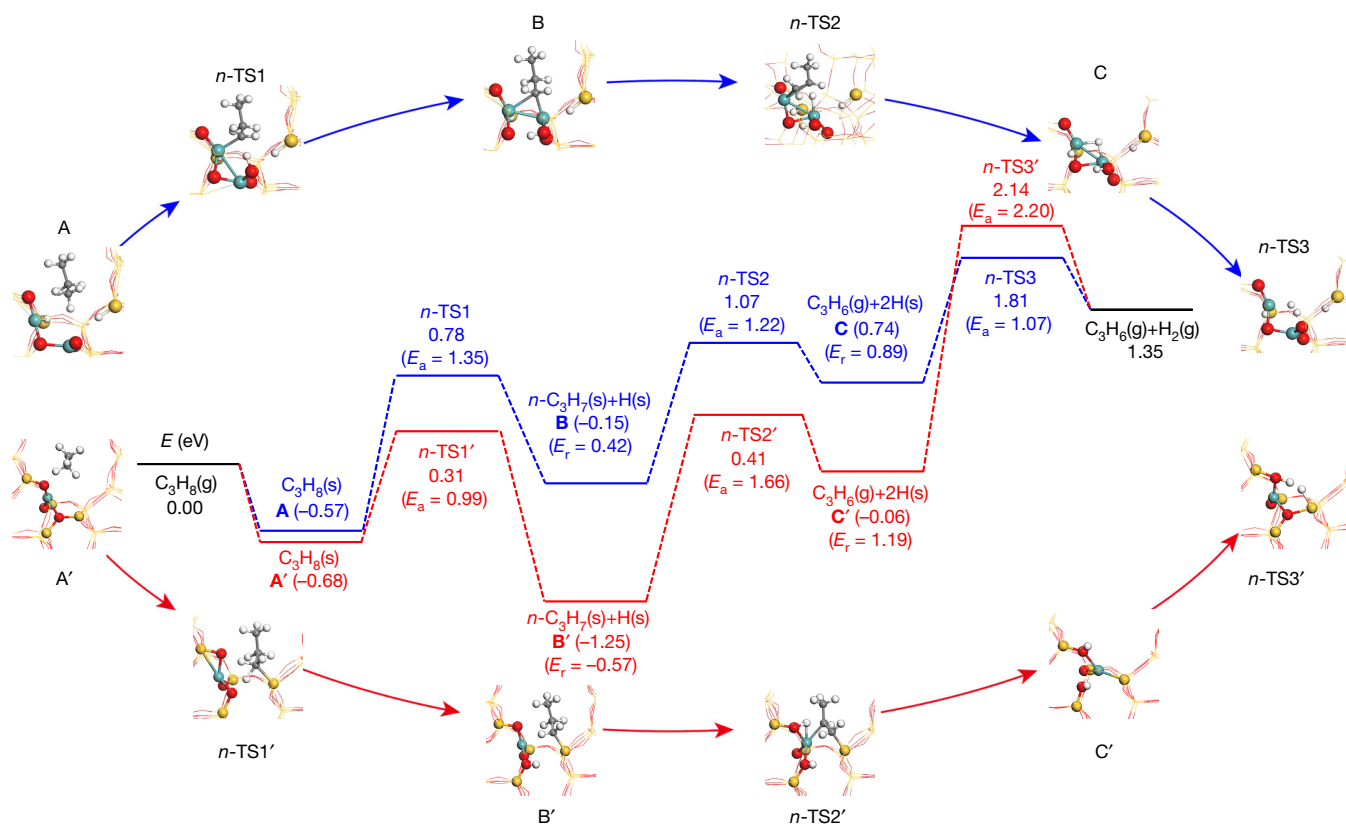 B
n-TS2
n-TS1
C
A
n-TS3′
2.14
(Eₐ = 2.20)
n-TS3
n-TS2
1.07
(Eₐ = 1.22)
C₃H₆(g)+2H(s)
C (0.74)
(Eᵣ = 0.89)
n-TS3
1.81
(Eₐ = 1.07)
C₃H₆(g)+H₂(g)
1.35
n-TS1
0.78
(Eₐ = 1.35)
n-C₃H₇(s)+H(s)
B (–0.15)
(Eᵣ = 0.42)
E (eV)
C₃H₈(g)
0.00
C₃H₈(s)
A (–0.57)
n-TS1′
0.31
(Eₐ = 0.99)
n-TS2′
0.41
(Eₐ = 1.66)
C₃H₆(g)+2H(s)
C′ (–0.06)
(Eᵣ = 1.19)
C₃H₈(s)
A′ (–0.68)
A′
n-TS3′
n-C₃H₇(s)+H(s)
B′ (–1.25)
(Eᵣ = –0.57)
n-TS1′
C′
B′
n-TS2′